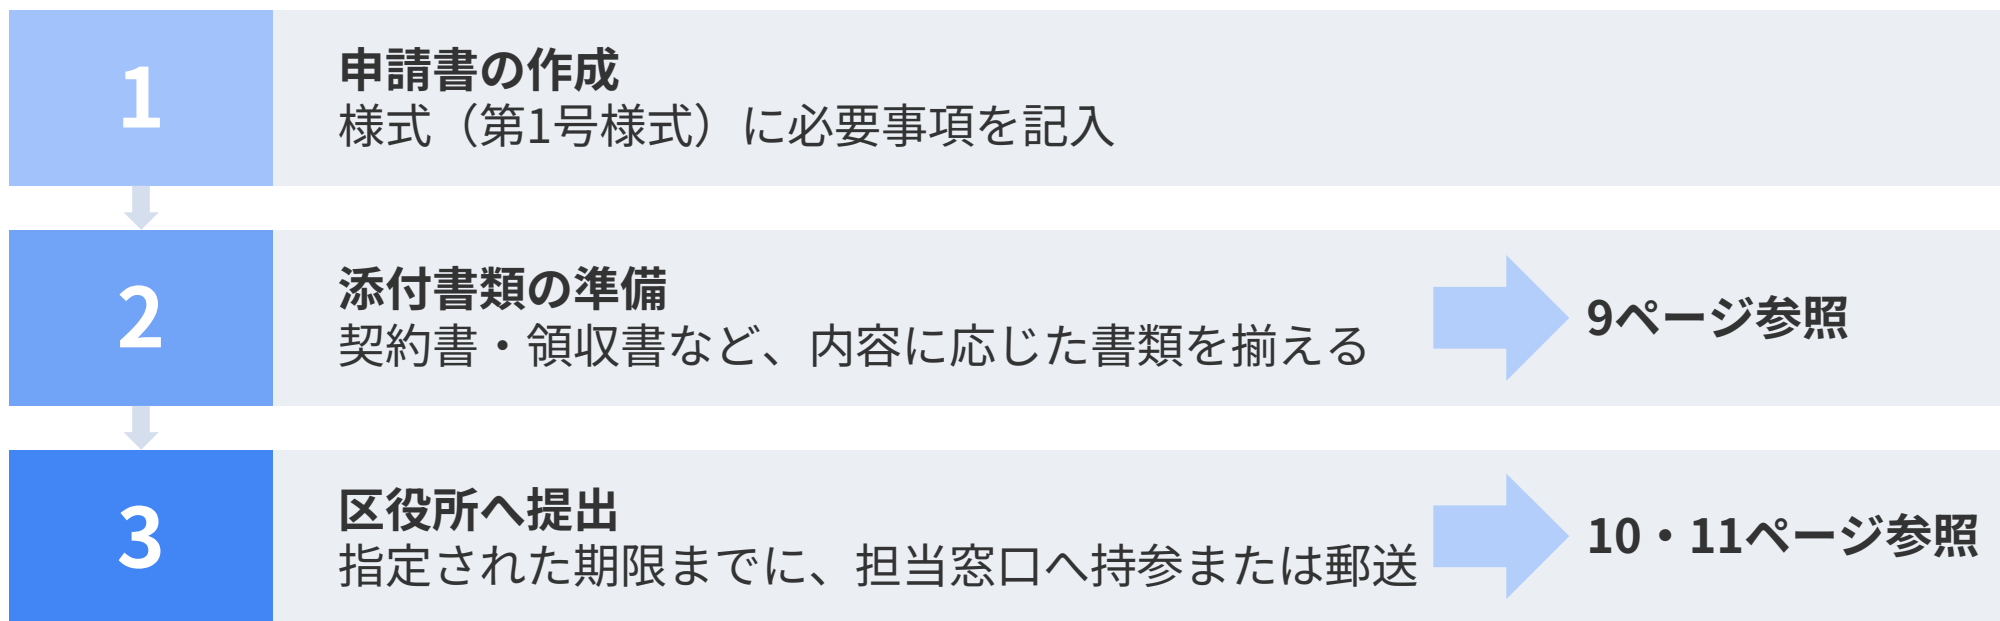 1
申請書の作成
様式（第1号様式）に必要事項を記入
2
添付書類の準備
契約書・領収書など、内容に応じた書類を揃える
9ページ参照
3
区役所へ提出
指定された期限までに、担当窓口へ持参または郵送
10・11ページ参照